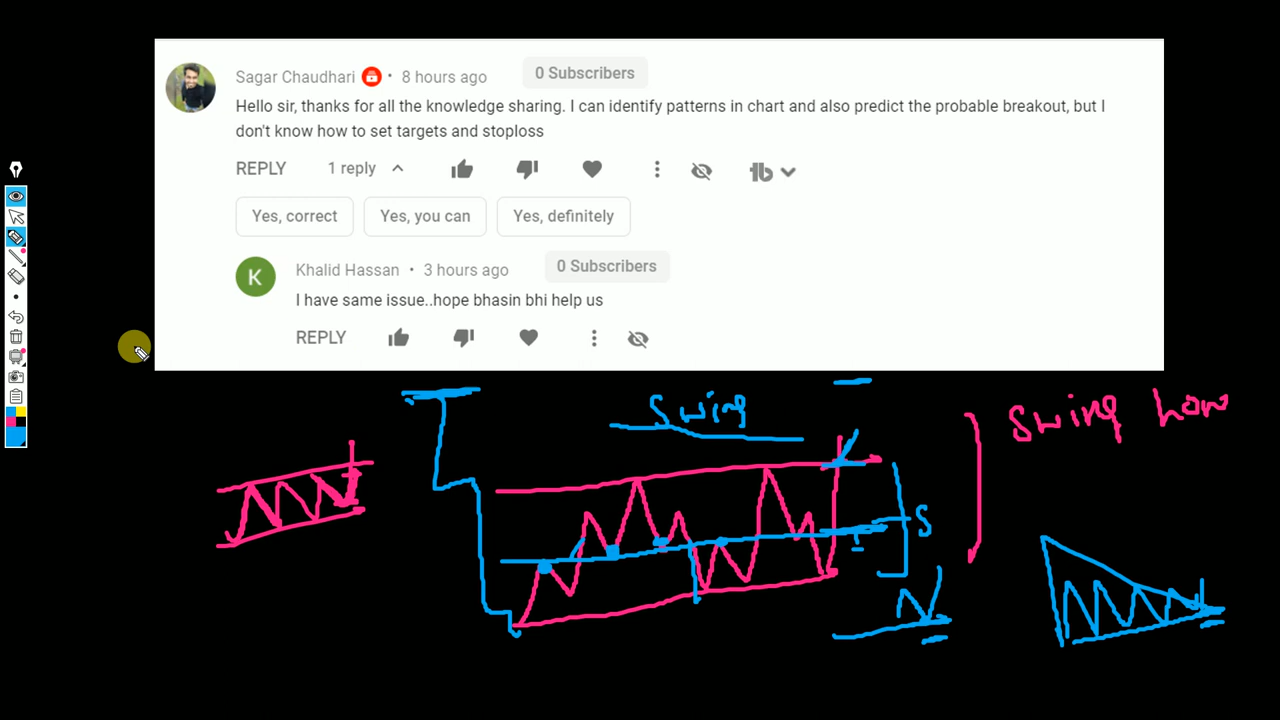 Sagar Chaudhari • 8 hours ago 0 Subscribers
Hello sir, thanks for all the knowledge sharing. I can identify patterns in chart and also predict the probable breakout, but I
don't know how to set targets and stoploss
REPLY 1 reply
Yes, correct Yes, you can Yes, definitely
K Khalid Hassan • 3 hours ago 0 Subscribers
I have same issue..hope bhasin bhi help us
REPLY
Swing
Swing how
S